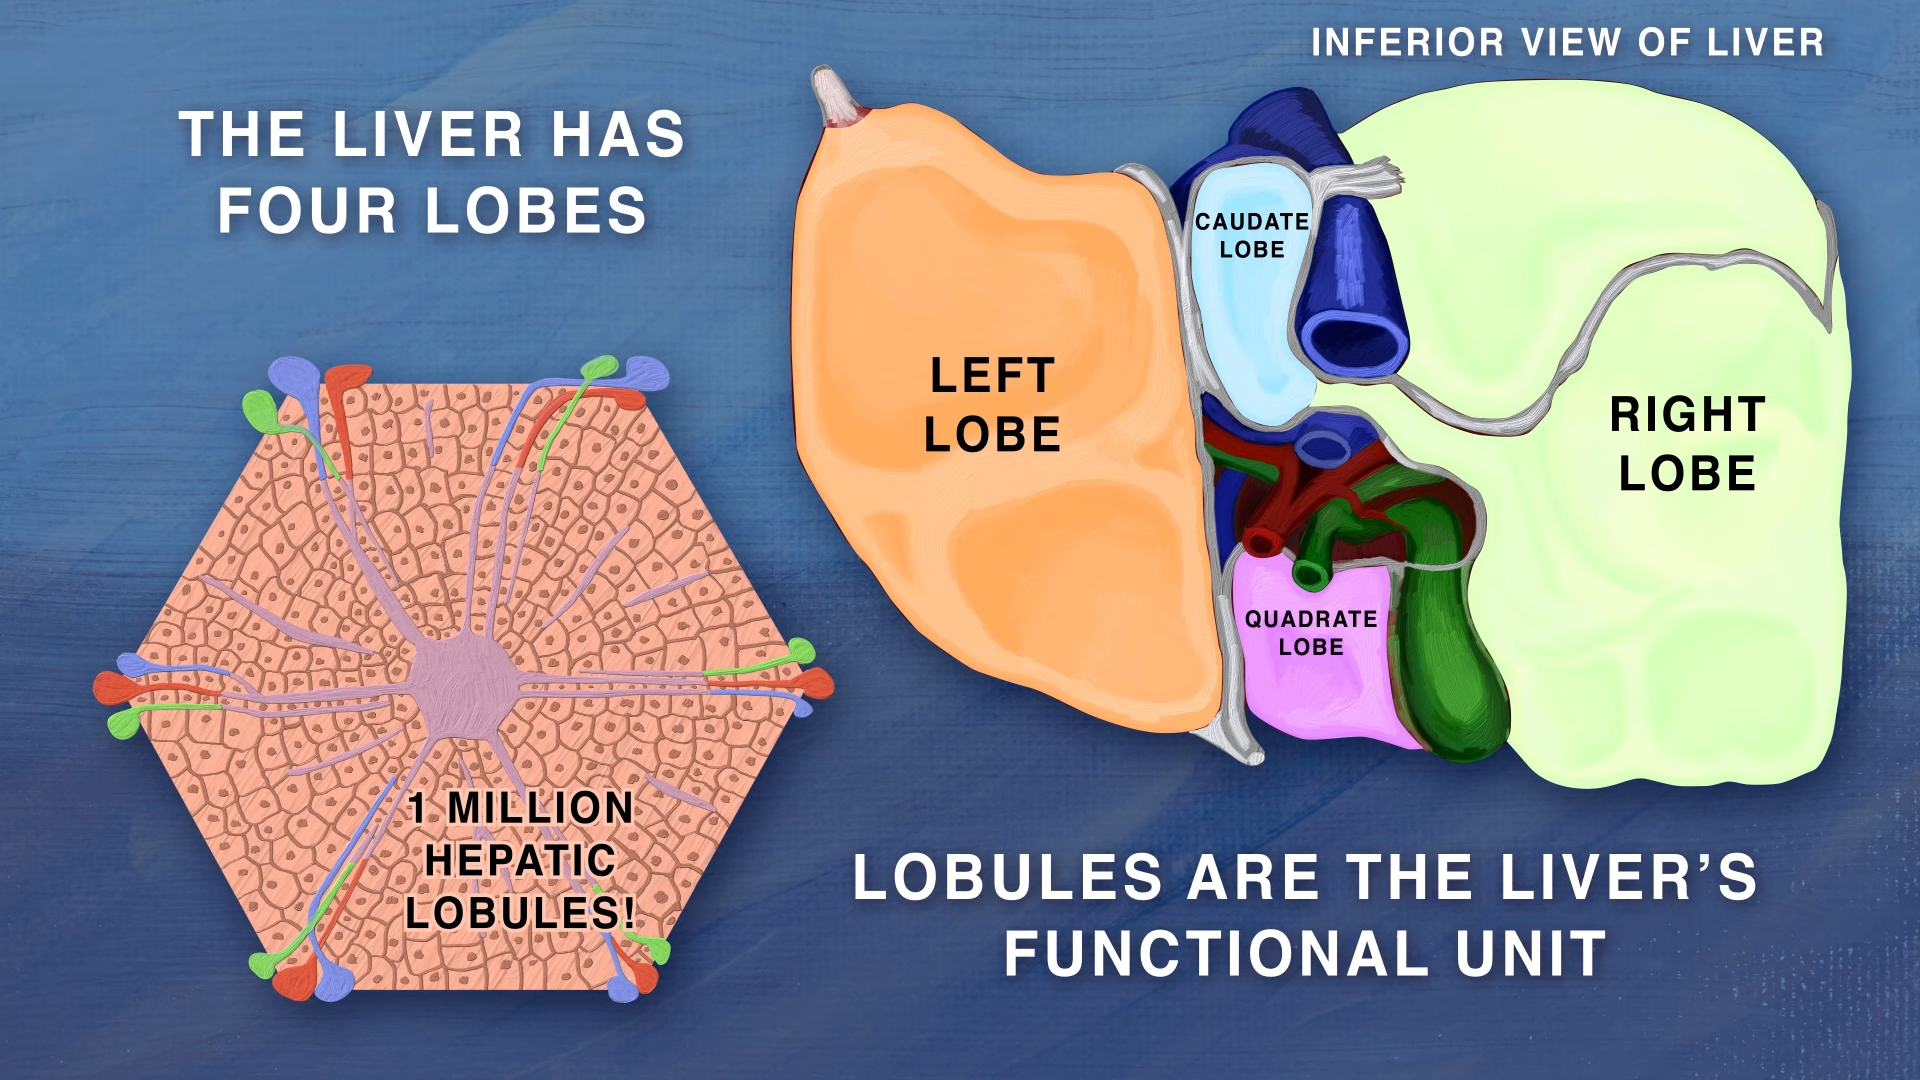 INFERIOR VIEW OF LIVER
THE LIVER HAS
FOUR LOBES
CAUDATE
LOBE
LEFT
LOBE
RIGHT
LOBE
QUADRATE
LOBE
1 MILLION
HEPATIC
LOBULES!
LOBULES ARE THE LIVER’S
FUNCTIONAL UNIT